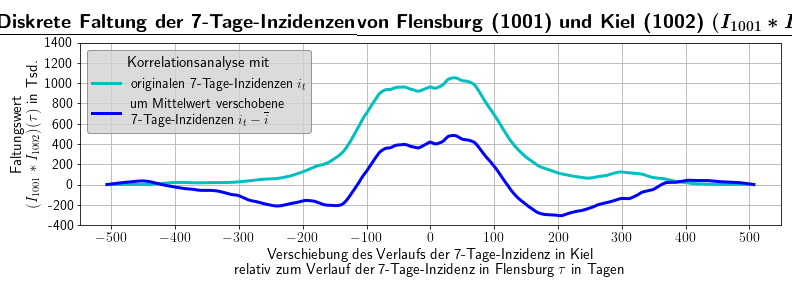 Diskrete Faltung der 7-Tage-Inzidenzen von Flensburg (1001) und Kiel (1002) (I₁₀₀₁ * I
1400
1200
1000
800
600
400
200
0
−200
−400
Faltungswert
(I₁₀₀₁ * I₁₀₀₂)(τ) in Tsd.
Korrelationsanalyse mit
originalen 7-Tage-Inzidenzen iₜ
um Mittelwert verschobene
7-Tage-Inzidenzen iₜ − ī
−500 −400 −300 −200 −100 0 100 200 300 400 500
Verschiebung des Verlaufs der 7-Tage-Inzidenz in Kiel
relativ zum Verlauf der 7-Tage-Inzidenz in Flensburg τ in Tagen